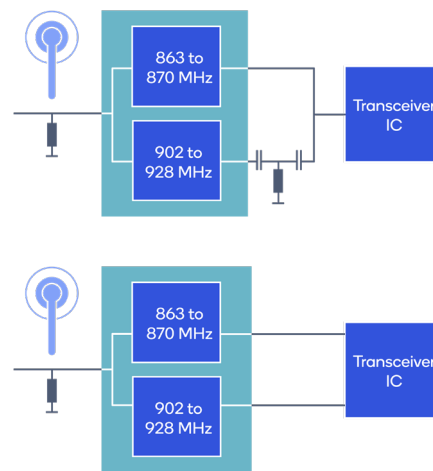 863 to
870 MHz
Transceiver
IC
902 to
928 MHz
863 to
870 MHz
Transceiver
IC
902 to
928 MHz